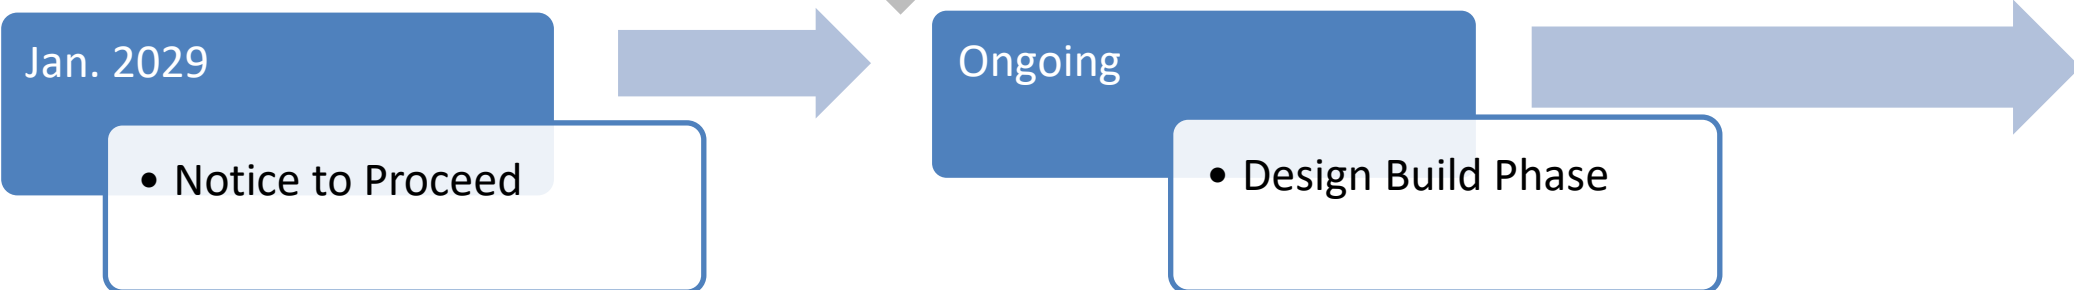 Jan. 2029
• Notice to Proceed
Ongoing
• Design Build Phase